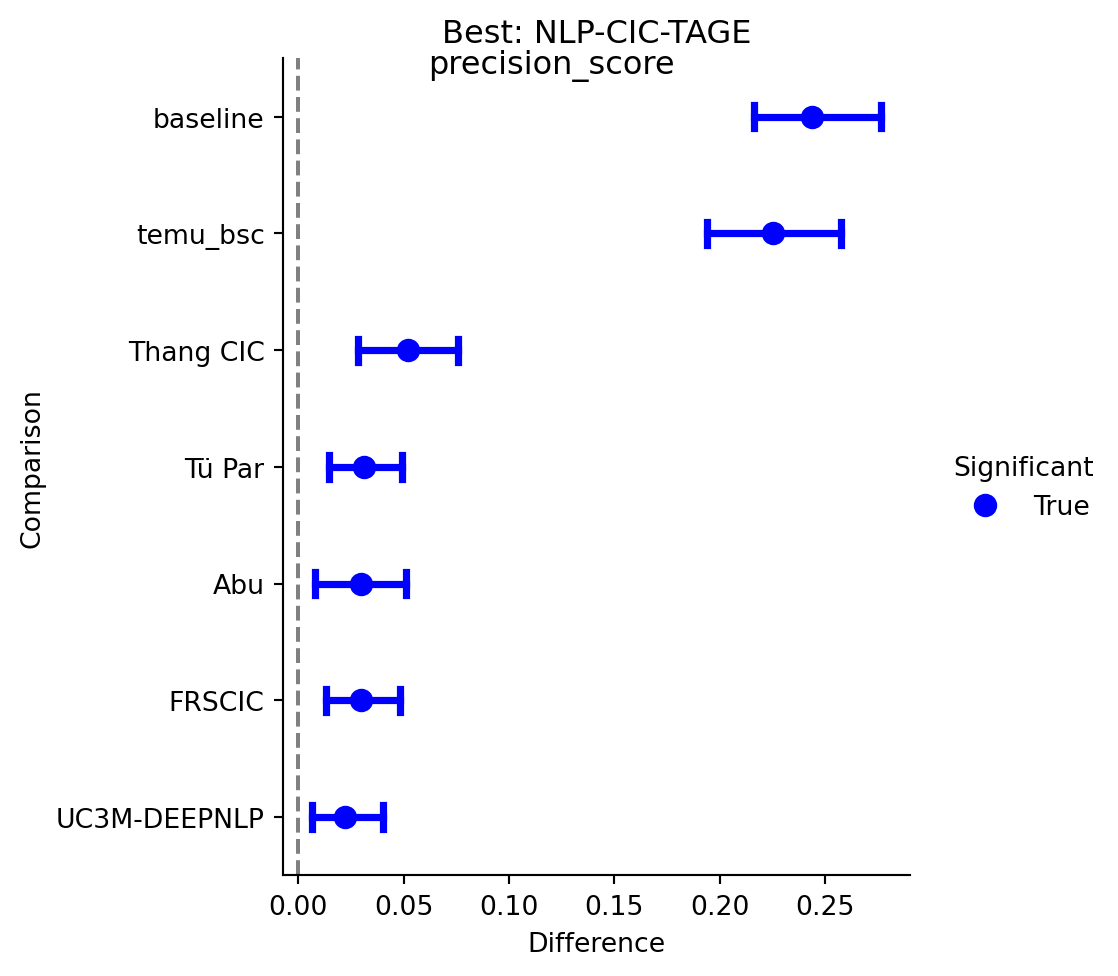 Best: NLP-CIC-TAGE
precision_score
baseline
temu_bsc
Thang CIC
Tü Par
Abu
FRSCIC
UC3M-DEEPNLP
Comparison
0.00 0.05 0.10 0.15 0.20 0.25
Difference
Significant
True